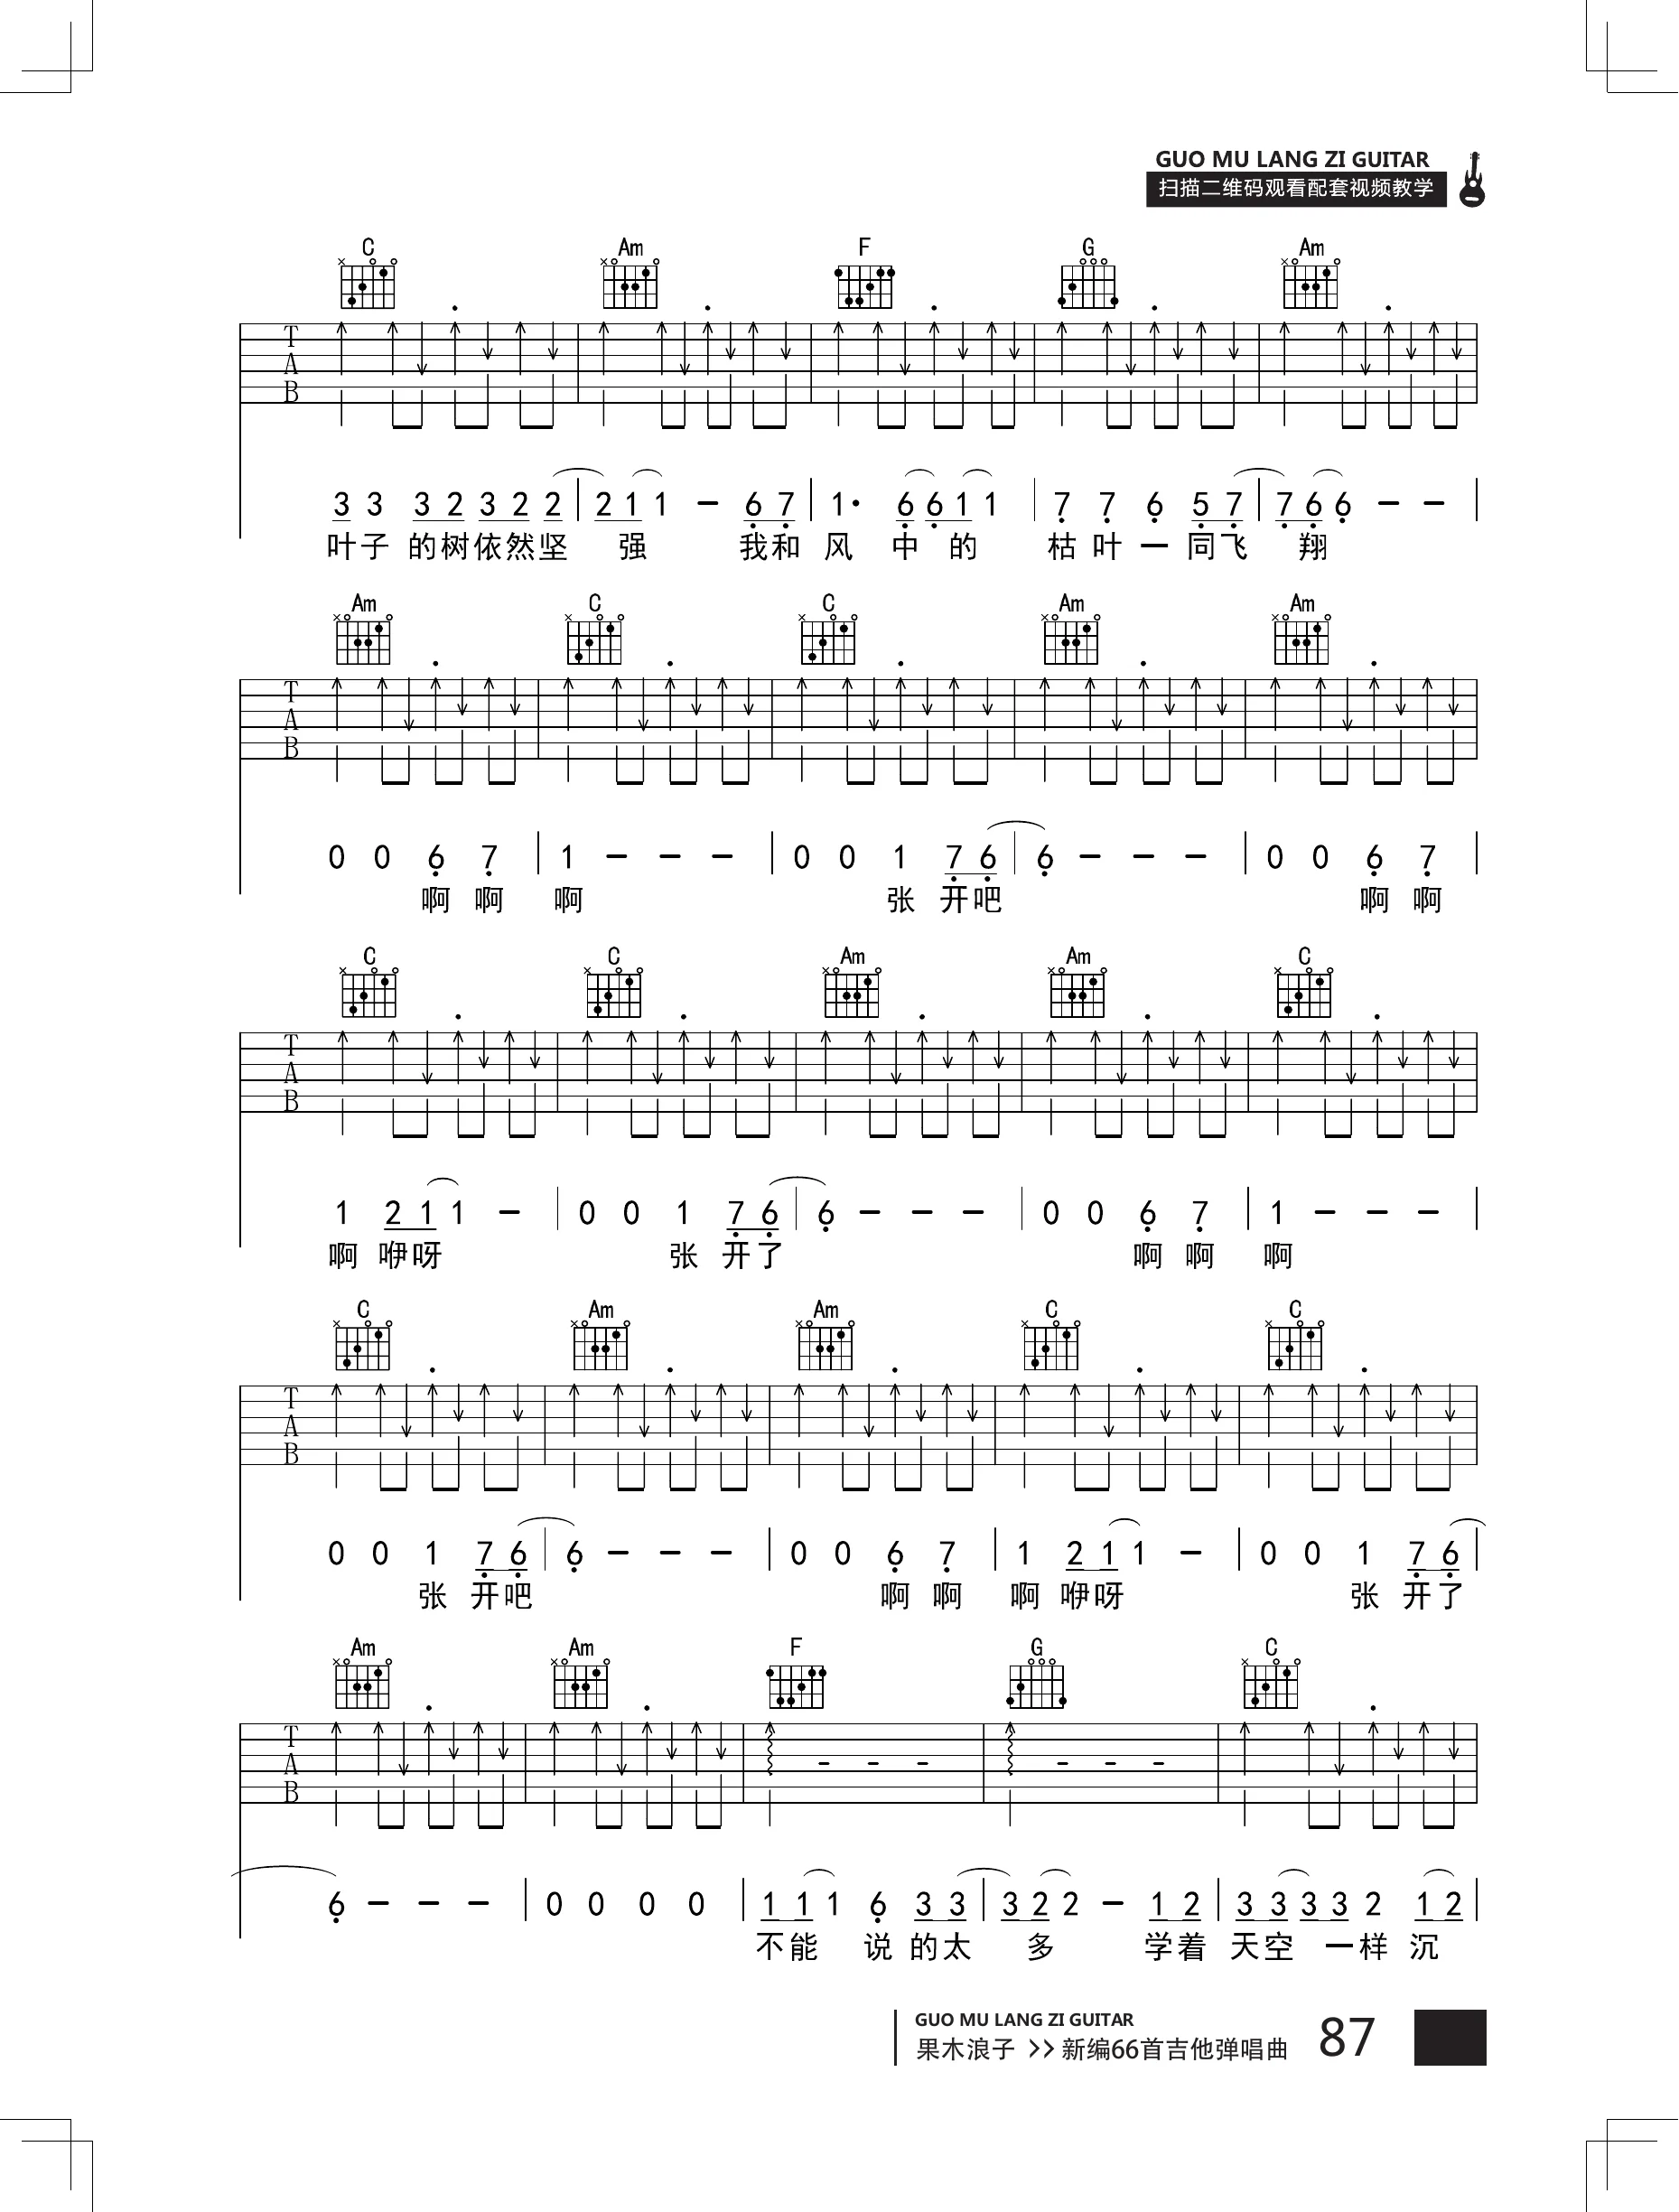 GUO MU LANG ZI GUITAR
扫描二维码观看配套视频教学
C Am F G Am
T
A
B
3 3 3 2 3 2 2 | 2 1 1 - 6 7 | 1· 6 6 1 1 | 7 7 6 5 7 | 7 6 6 - - |
叶子 的树依然坚 强 我和 风 中 的 枯 叶 一 同飞 翔
Am C C Am Am
T
A
B
0 0 6 7 | 1 - - - | 0 0 1 7 6 | 6 - - - | 0 0 6 7 |
啊 啊 啊 张 开吧 啊 啊
C C Am Am C
T
A
B
1 2 1 1 - | 0 0 1 7 6 | 6 - - - | 0 0 6 7 | 1 - - - |
啊 咿呀 张 开了 啊 啊 啊
C Am Am C C
T
A
B
0 0 1 7 6 | 6 - - - | 0 0 6 7 | 1 2 1 1 - | 0 0 1 7 6 |
张 开吧 啊 啊 啊 咿呀 张 开了
Am Am F G C
T
A
B
6 - - - | 0 0 0 0 | 1 1 1 6 3 3 | 3 2 2 - 1 2 | 3 3 3 3 2 1 2 |
不能 说 的太 多 学着 天空 一样 沉
GUO MU LANG ZI GUITAR
果木浪子 >> 新编66首吉他弹唱曲 87